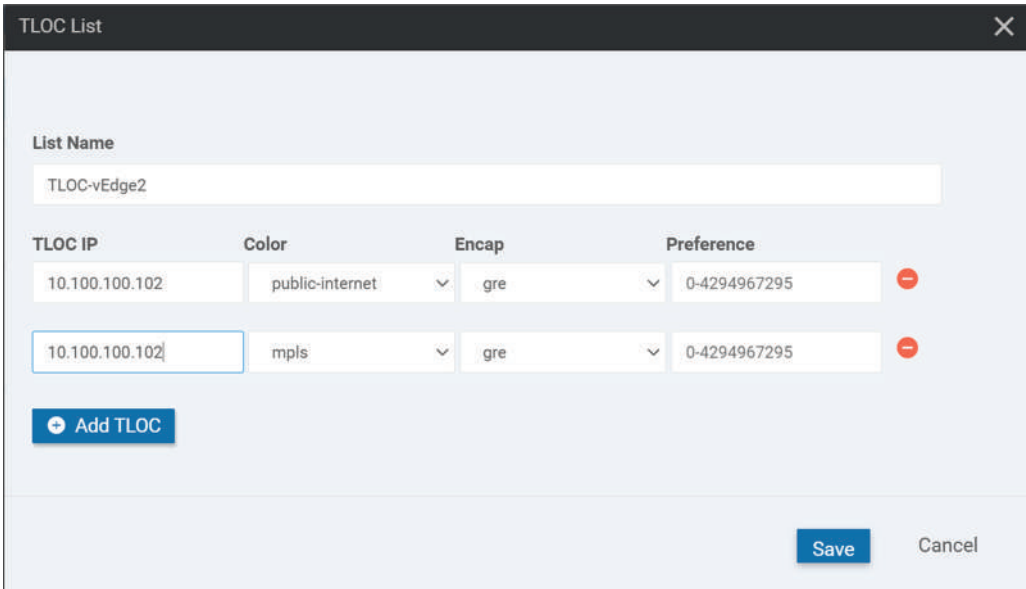 TLOC List
List Name
TLOC-vEdge2
TLOC IP Color Encap Preference
10.100.100.102 public-internet gre 0-4294967295
10.100.100.102 mpls gre 0-4294967295
Add TLOC
Save Cancel